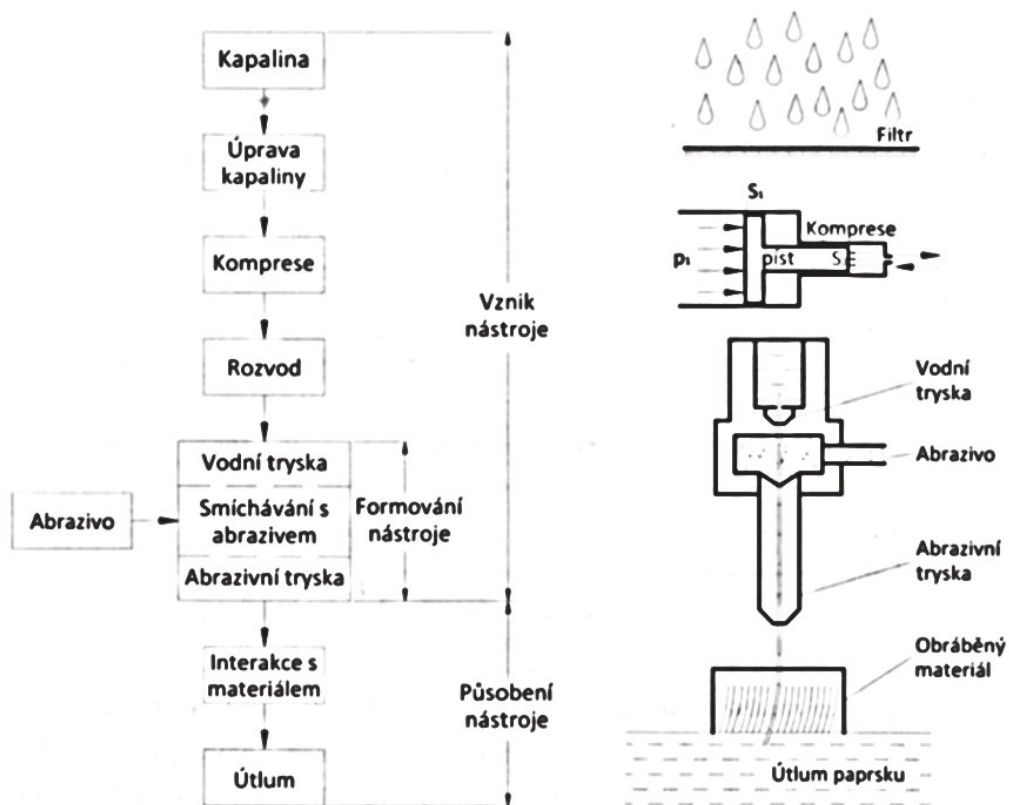 Kapalina
Úprava
kapaliny
Komprese
Rozvod
Vodní tryska
Smíchávání s
abrazivem
Abrazivní tryska
Abrazivo
Interakce s
materiálem
Útlum
Formování
nástroje
Vznik
nástroje
Působení
nástroje
Filtr
S₁
Komprese
p₁
píst
S
Vodní
tryska
Abrazivo
Abrazivní
tryska
Obráběný
materiál
Útlum paprsku